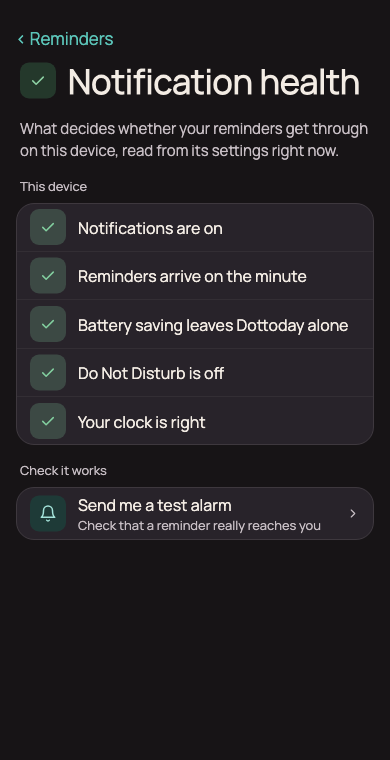 Reminders
Notification health
What decides whether your reminders get through
on this device, read from its settings right now.
This device
Notifications are on
Reminders arrive on the minute
Battery saving leaves Dottoday alone
Do Not Disturb is off
Your clock is right
Check it works
Send me a test alarm
Check that a reminder really reaches you